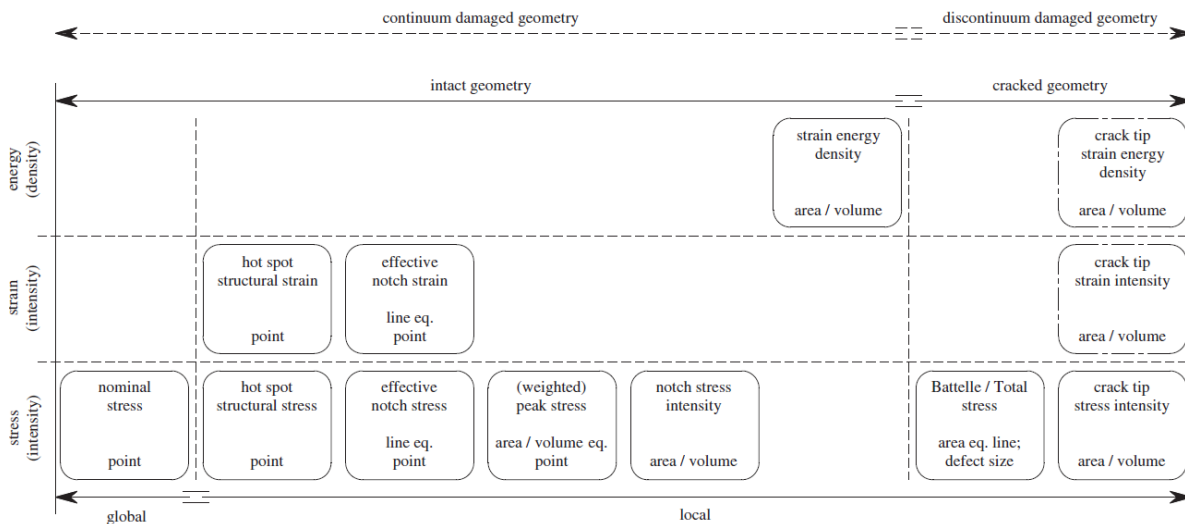 continuum damaged geometry
discontinuum damaged geometry
intact geometry
cracked geometry
energy
(density)
strain energy
density
area / volume
crack tip
strain energy
density
area / volume
strain
(intensity)
hot spot
structural strain
point
effective
notch strain
line eq.
point
crack tip
strain intensity
area / volume
stress
(intensity)
nominal
stress
point
hot spot
structural stress
point
effective
notch stress
line eq.
point
(weighted)
peak stress
area / volume eq.
point
notch stress
intensity
area / volume
Battelle / Total
stress
area eq. line;
defect size
crack tip
stress intensity
area / volume
global
local